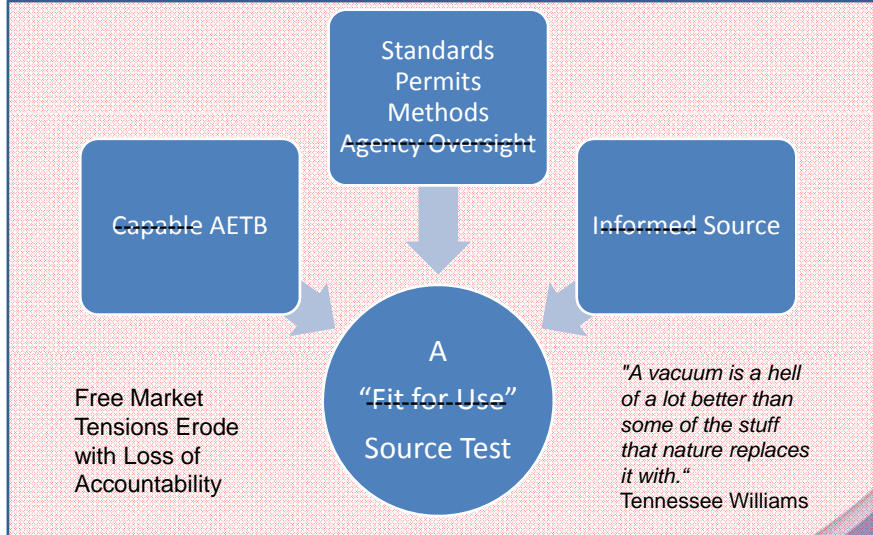 Standards
Permits
Methods
Agency Oversight
Capable AETB
Informed Source
A
“Fit for Use”
Source Test
Free Market
Tensions Erode
with Loss of
Accountability
"A vacuum is a hell
of a lot better than
some of the stuff
that nature replaces
it with.“
Tennessee Williams